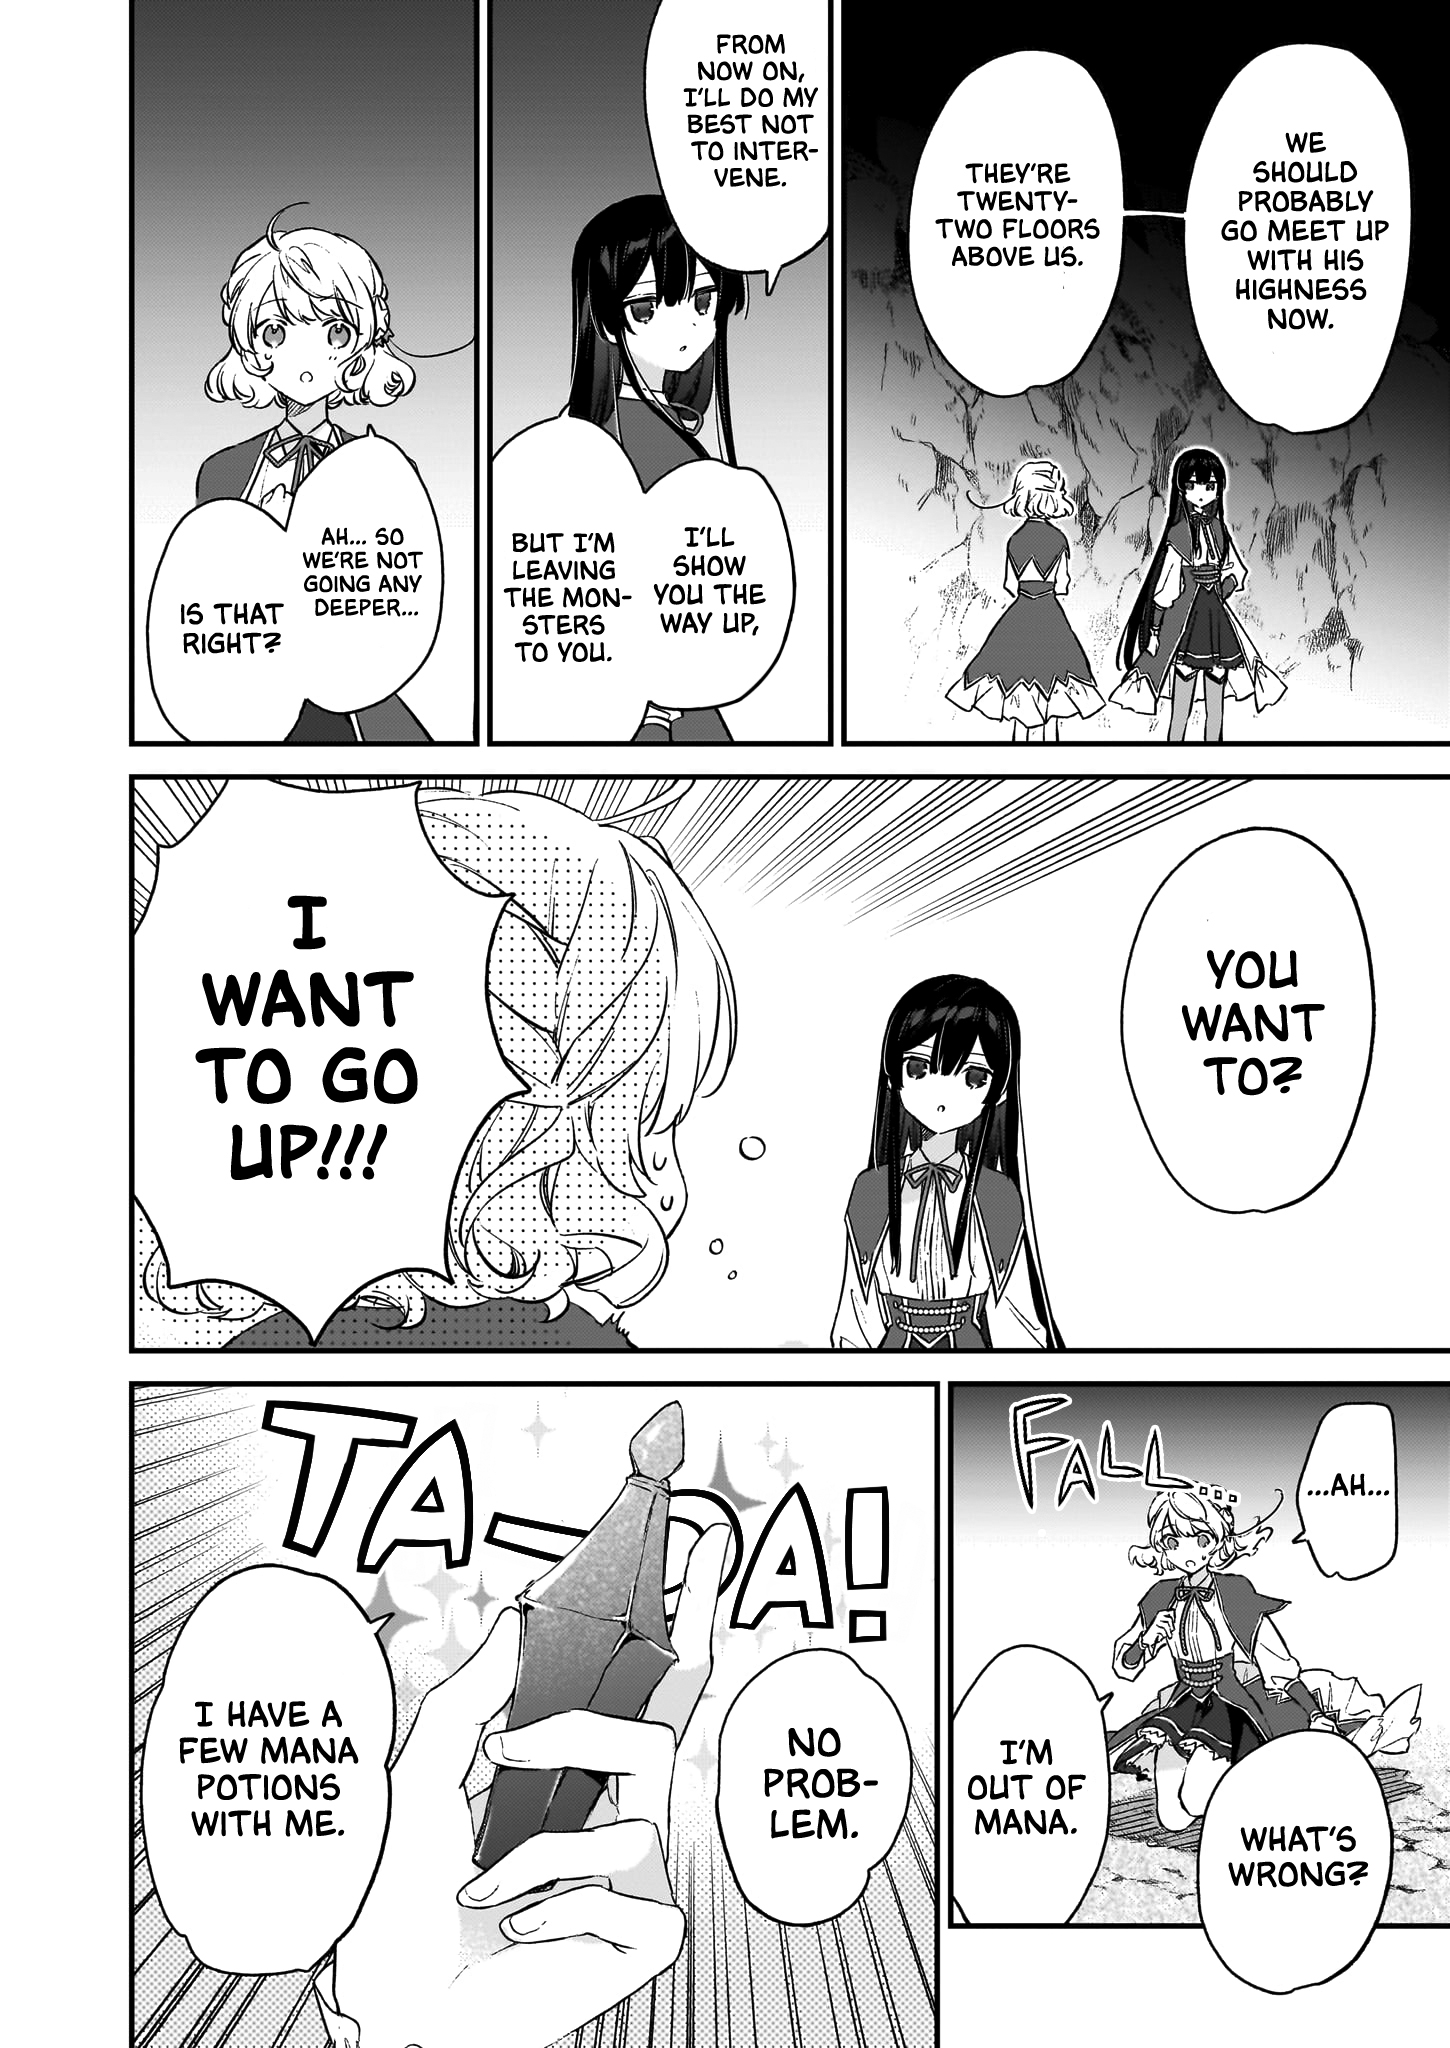 WE
SHOULD
PROBABLY
GO MEET UP
WITH HIS
HIGHNESS
NOW.
THEY'RE
TWENTY-
TWO FLOORS
ABOVE US.
FROM
NOW ON,
I'LL DO MY
BEST NOT
TO INTER-
VENE.
I'LL
SHOW
YOU THE
WAY UP,
BUT I'M
LEAVING
THE MON-
STERS
TO YOU.
AH... SO
WE'RE NOT
GOING ANY
DEEPER...
IS THAT
RIGHT?
YOU
WANT
TO?
I
WANT
TO GO
UP!!!
...AH...
FALL...
WHAT'S
WRONG?
I'M
OUT OF
MANA.
TA-DA!
NO
PROB-
LEM.
I HAVE A
FEW MANA
POTIONS
WITH ME.